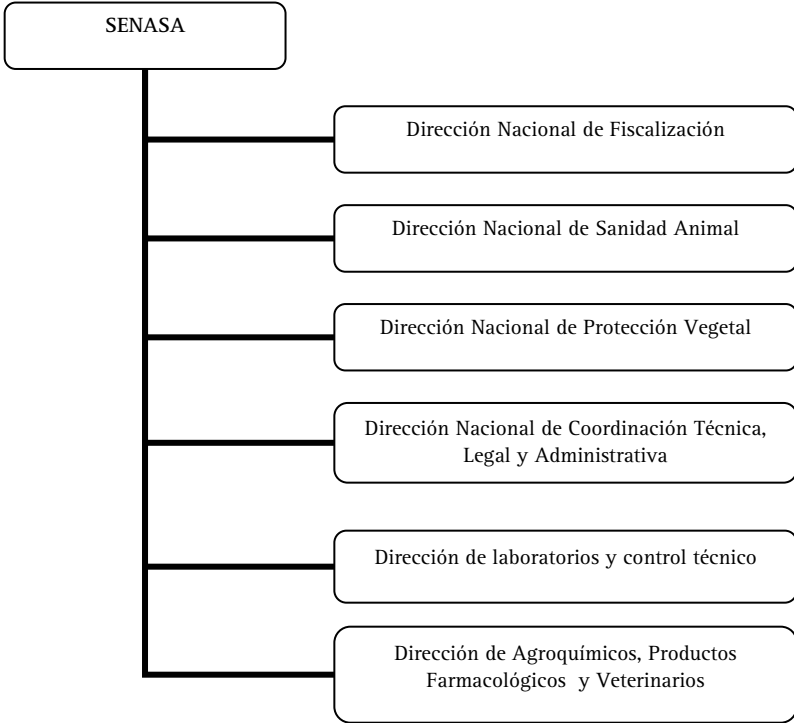 SENASA
Dirección Nacional de Fiscalización
Dirección Nacional de Sanidad Animal
Dirección Nacional de Protección Vegetal
Dirección Nacional de Coordinación Técnica,
Legal y Administrativa
Dirección de laboratorios y control técnico
Dirección de Agroquímicos, Productos
Farmacológicos  y Veterinarios